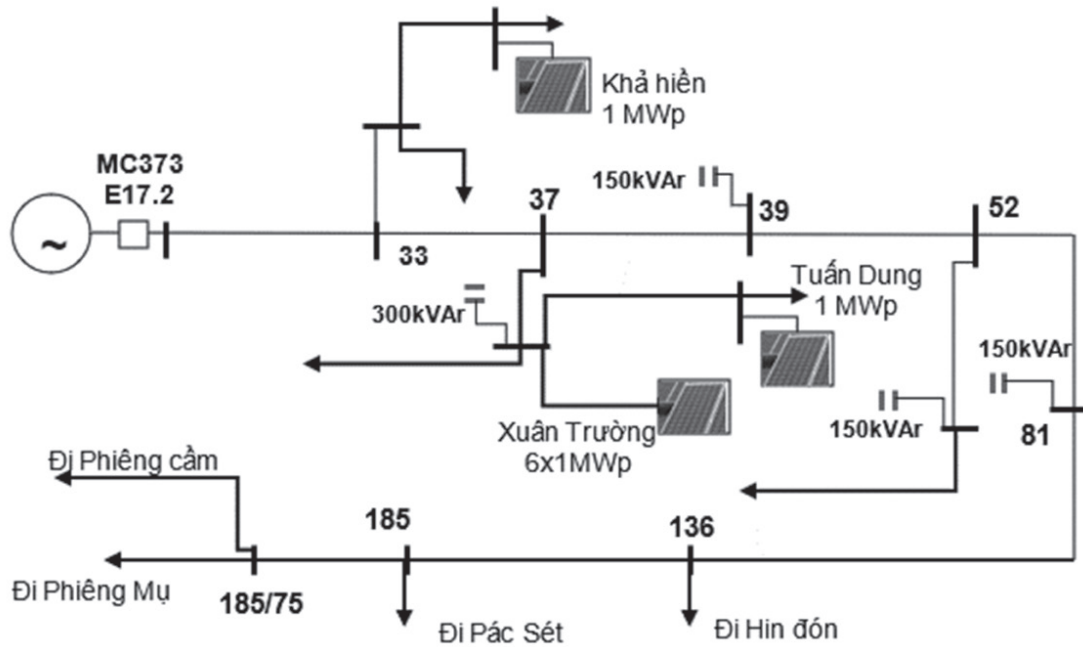 Khả hiền
1 MWp
MC373
E17.2
~
33
37
150kVAr
39
52
Tuấn Dung
1 MWp
300kVAr
Xuân Trường
6x1MWp
150kVAr
150kVAr
81
Đi Phiêng cầm
185
136
Đi Phiêng Mụ
185/75
Đi Pác Sét
Đi Hin đón